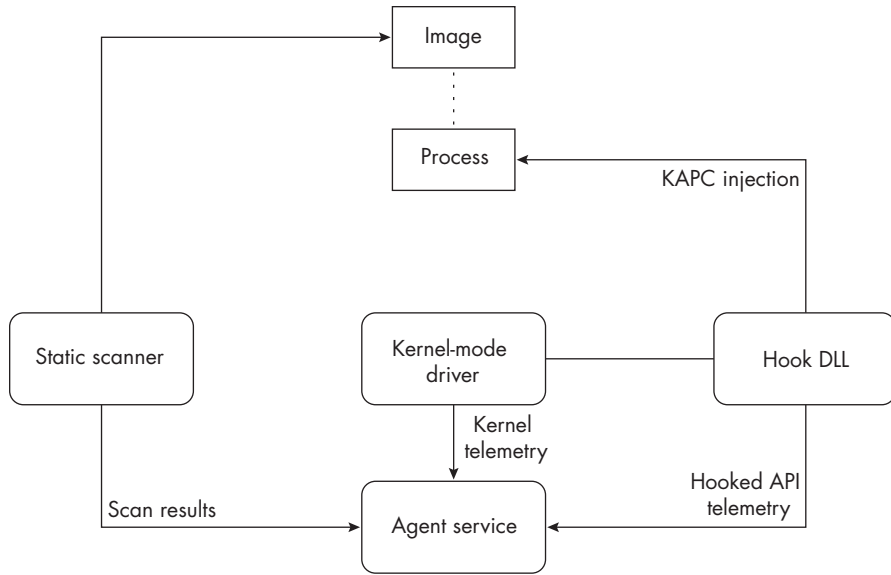 Image
Process
KAPC injection
Static scanner
Kernel-mode
driver
Hook DLL
Kernel
telemetry
Hooked API
telemetry
Scan results
Agent service